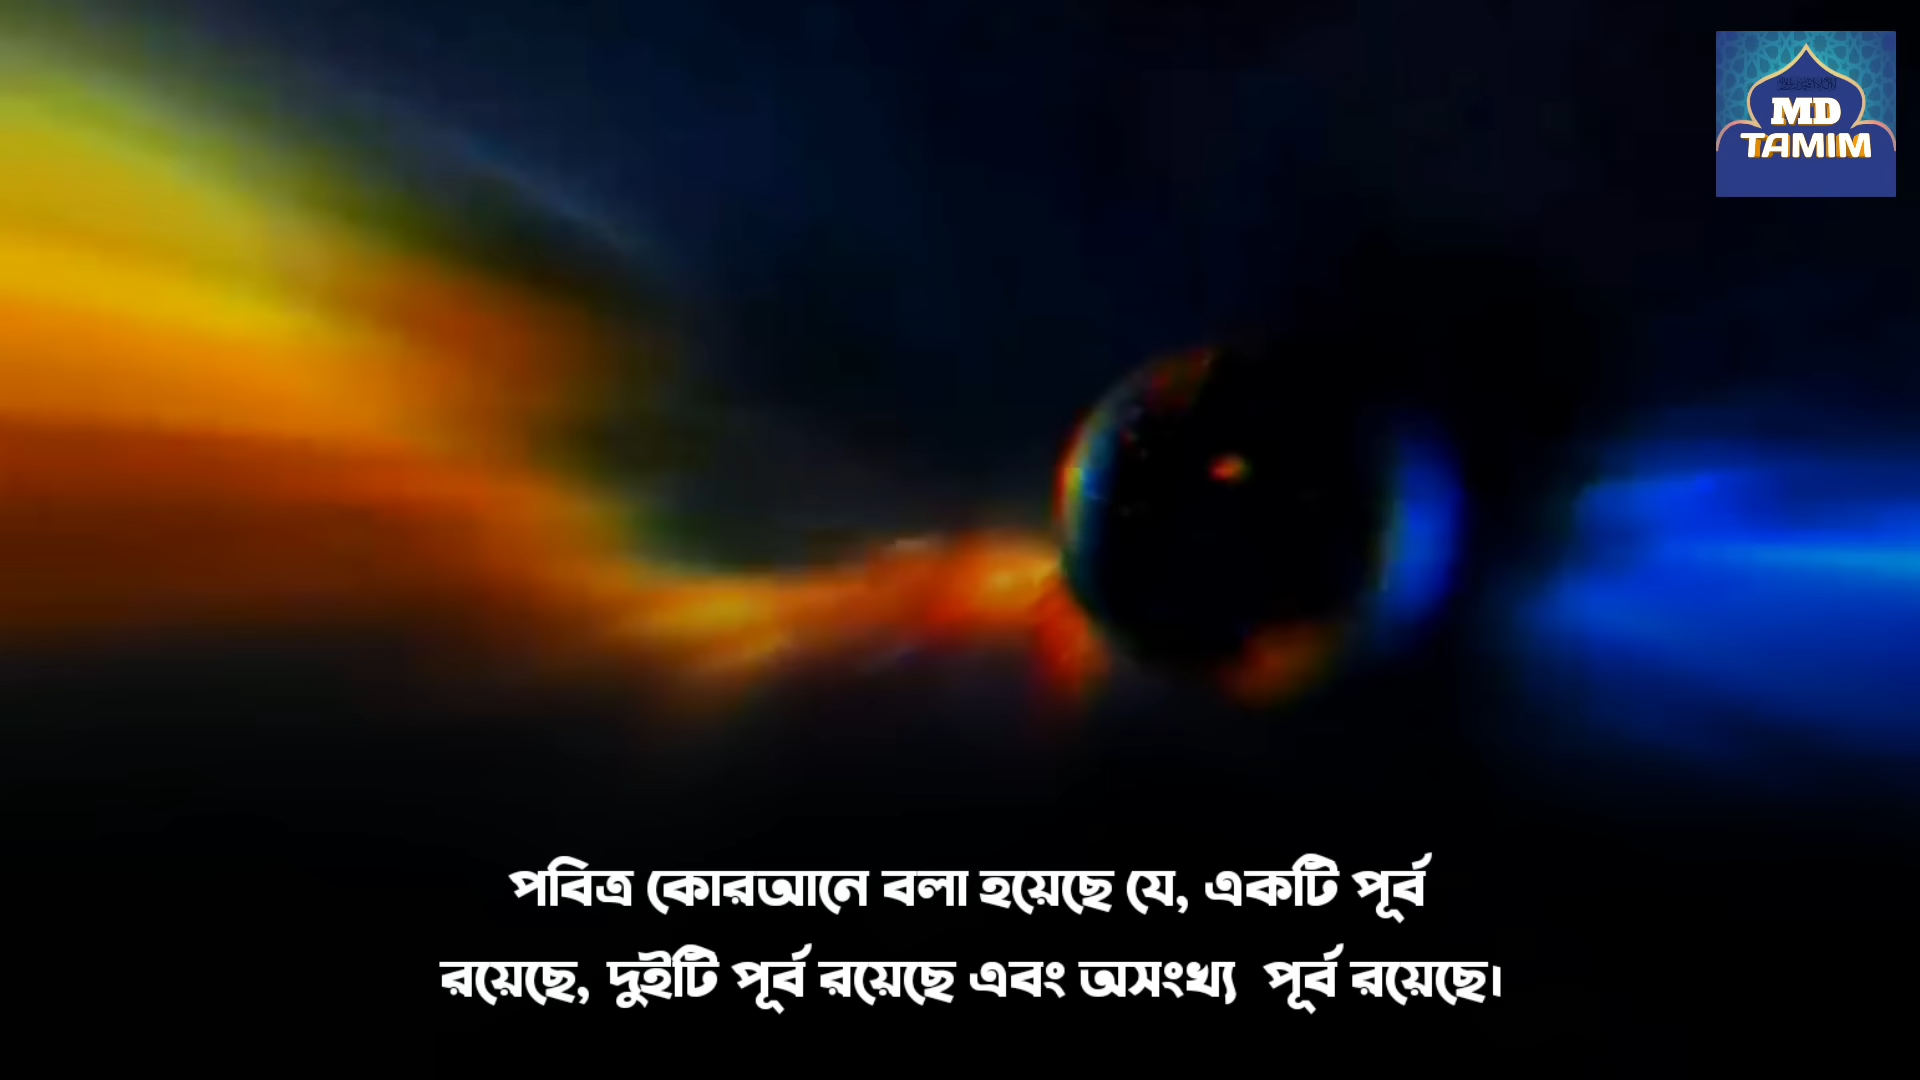 MD
TAMIM
পবিত্র কোরআনে বলা হয়েছে যে, একটি পূর্ব
রয়েছে, দুইটি পূর্ব রয়েছে এবং অসংখ্য পূর্ব রয়েছে।